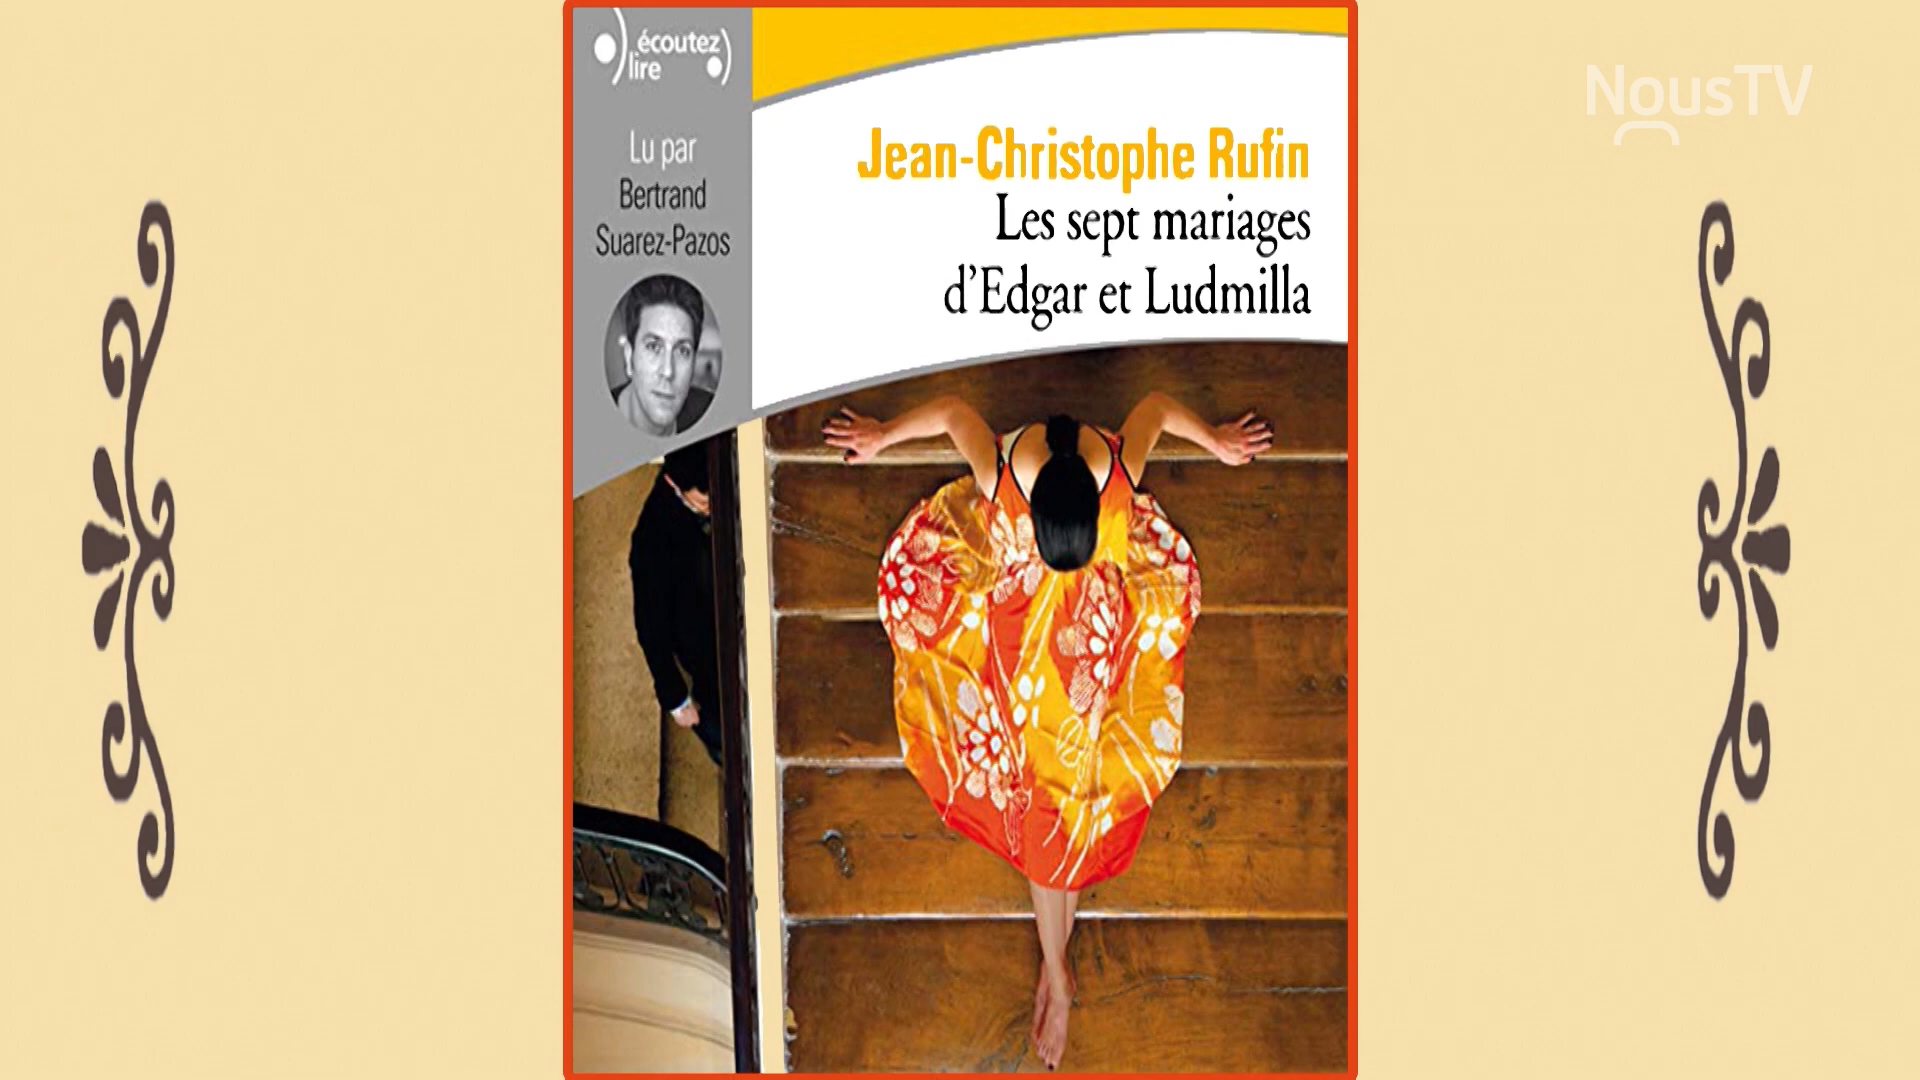 écoutez
lire
Lu par
Bertrand
Suarez-Pazos
Jean-Christophe Rufin
Les sept mariages
d'Edgar et Ludmilla
NousTV